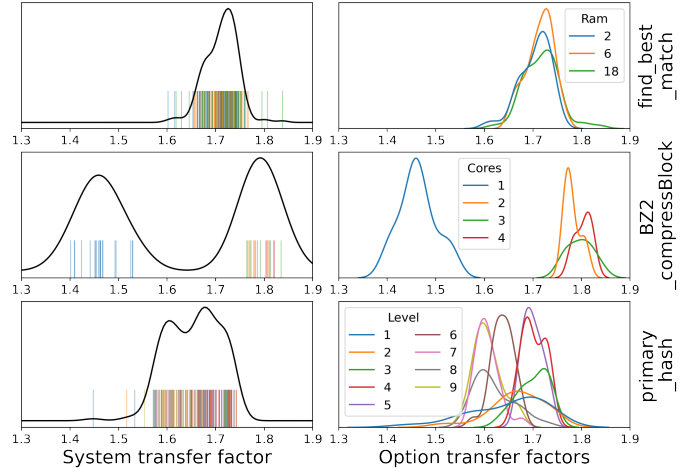 Ram
2
6
18
1.3 1.4 1.5 1.6 1.7 1.8 1.9
1.3 1.4 1.5 1.6 1.7 1.8 1.9
find_best
_match
Cores
1
2
3
4
1.3 1.4 1.5 1.6 1.7 1.8 1.9
1.3 1.4 1.5 1.6 1.7 1.8 1.9
BZ2
_compressBlock
Level
1 6
2 7
3 8
4 9
5
1.3 1.4 1.5 1.6 1.7 1.8 1.9
1.3 1.4 1.5 1.6 1.7 1.8 1.9
primary
_hash
System transfer factor
Option transfer factors